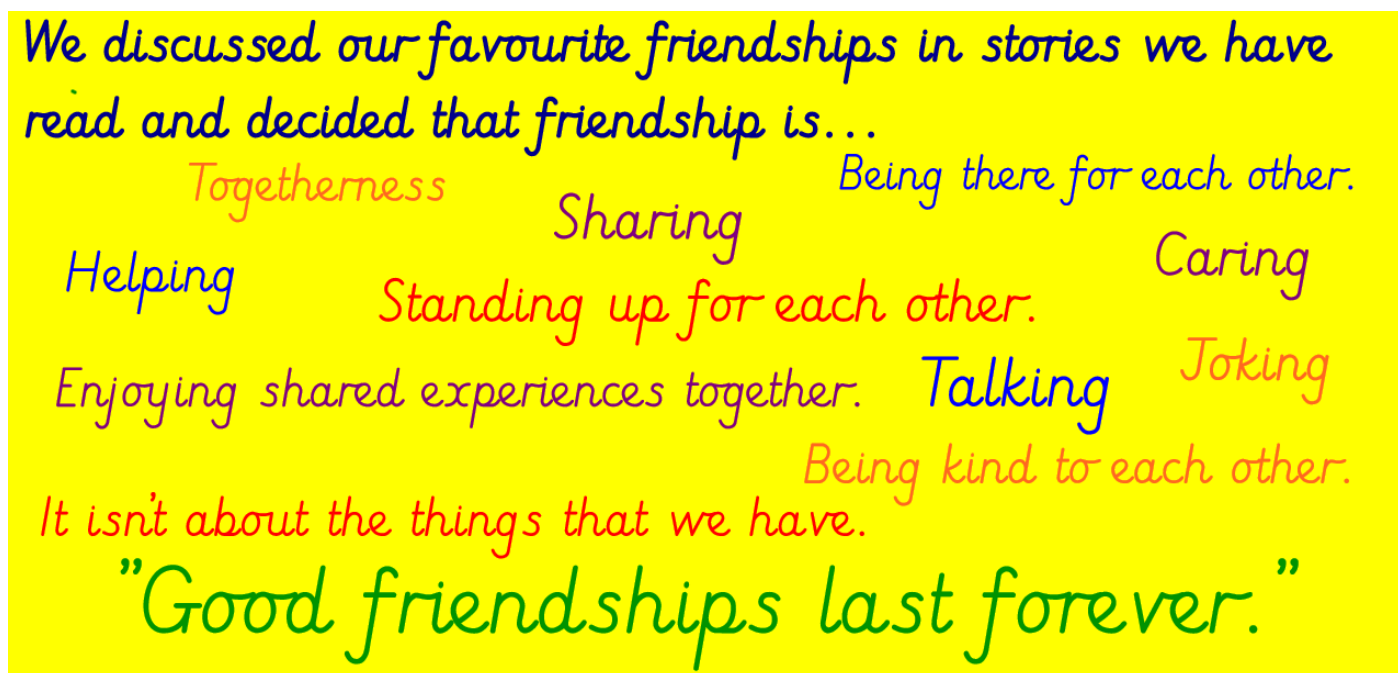 We discussed our favourite friendships in stories we have
read and decided that friendship is...
Togetherness
Being there for each other.
Sharing
Helping
Caring
Standing up for each other.
Enjoying shared experiences together.
Talking
Joking
Being kind to each other.
It isn't about the things that we have.
"Good friendships last forever."